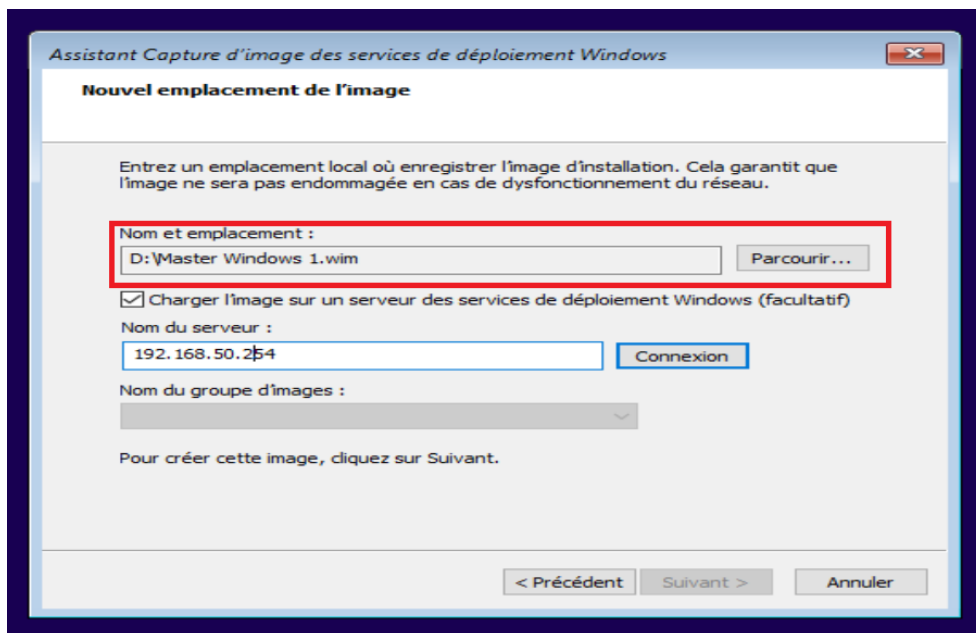 Assistant Capture d'image des services de déploiement Windows
Nouvel emplacement de l'image
Entrez un emplacement local où enregistrer l'image d'installation. Cela garantit que
l'image ne sera pas endommagée en cas de dysfonctionnement du réseau.
Nom et emplacement :
D:\Master Windows 1.wim
Parcourir...
Charger l'image sur un serveur des services de déploiement Windows (facultatif)
Nom du serveur :
192.168.50.254
Connexion
Nom du groupe d'images :
Pour créer cette image, cliquez sur Suivant.
< Précédent
Suivant >
Annuler